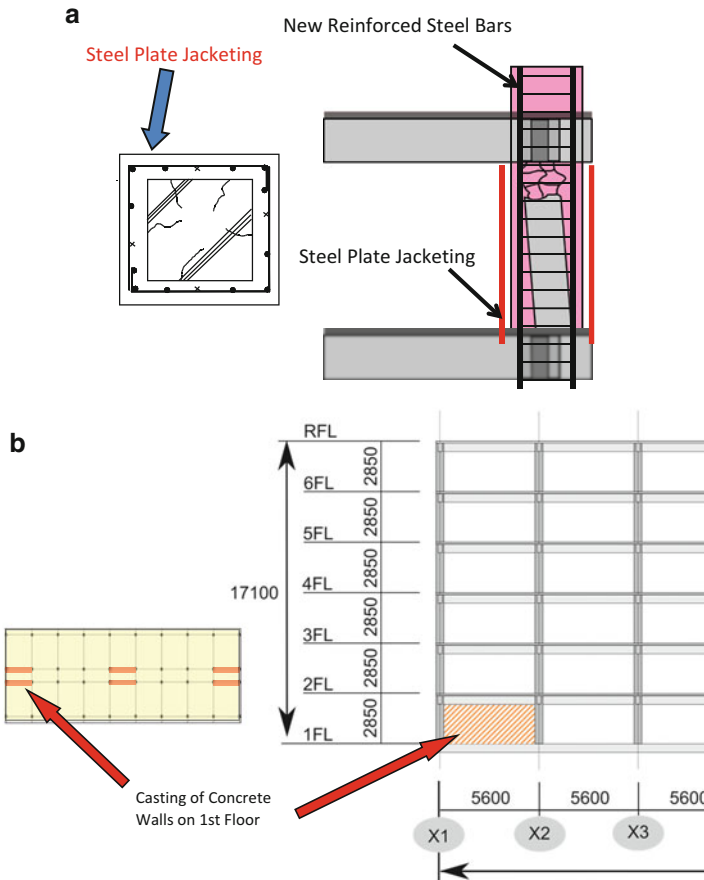 a
New Reinforced Steel Bars
Steel Plate Jacketing
Steel Plate Jacketing
b
RFL
2850
6FL
2850
5FL
2850
17100
4FL
2850
3FL
2850
2FL
2850
1FL
Casting of Concrete
Walls on 1st Floor
5600
5600
5600
X1
X2
X3